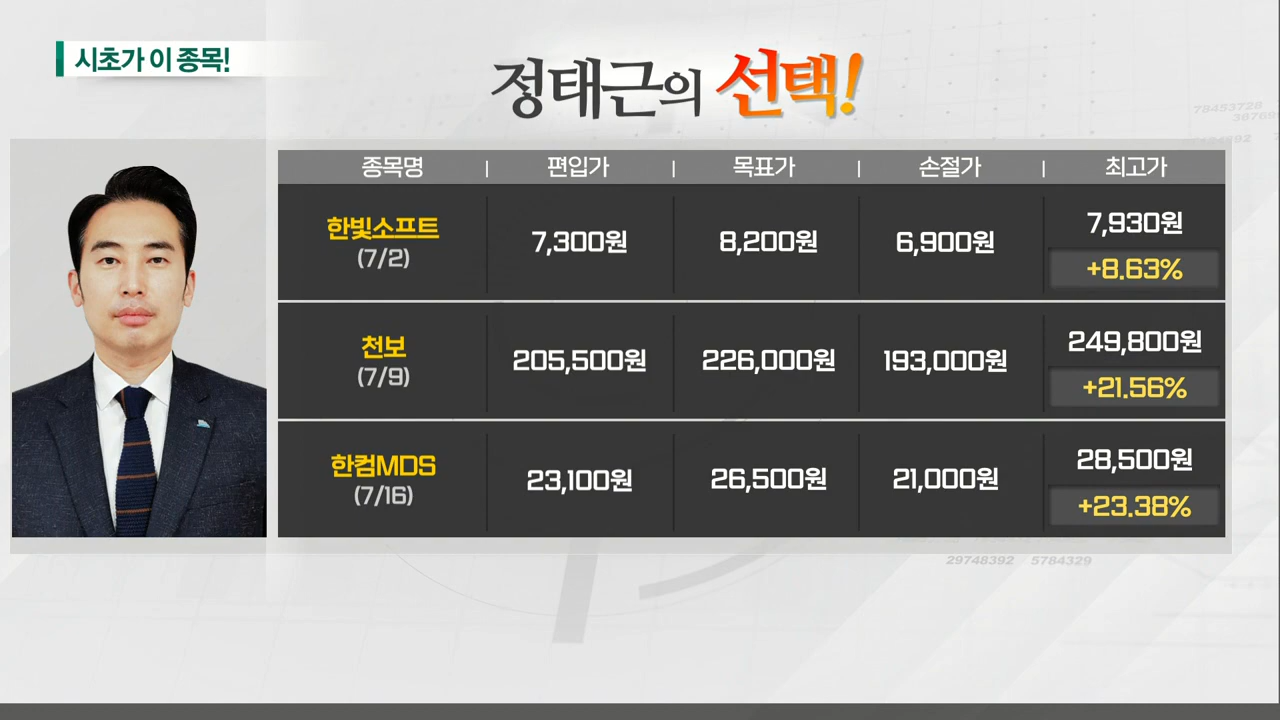 시초가 이 종목!
정태근의 선택!
78453728
종목명 | 편입가 | 목표가 | 손절가 | 최고가
한빛소프트 7,300원 8,200원 6,900원 7,930원
(7/2) +8.63%
천보 205,500원 226,000원 193,000원 249,800원
(7/9) +21.56%
한컴MDS 23,100원 26,500원 21,000원 28,500원
(7/16) +23.38%
29748392 5784329